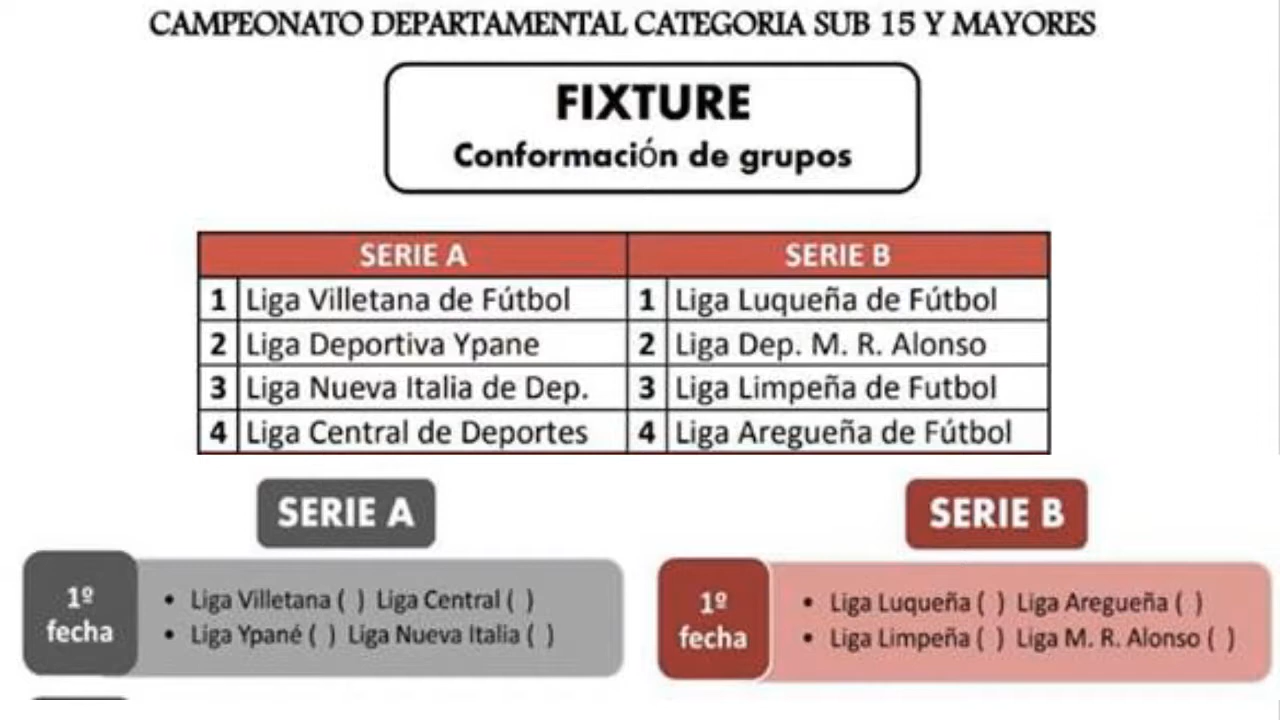 CAMPEONATO DEPARTAMENTAL CATEGORIA SUB 15 Y MAYORES
FIXTURE
Conformación de grupos
SERIE A SERIE B
1 Liga Villetana de Fútbol 1 Liga Luqueña de Fútbol
2 Liga Deportiva Ypane 2 Liga Dep. M. R. Alonso
3 Liga Nueva Italia de Dep. 3 Liga Limpeña de Futbol
4 Liga Central de Deportes 4 Liga Aregueña de Fútbol
SERIE A
1º
fecha
• Liga Villetana ( ) Liga Central ( )
• Liga Ypané ( ) Liga Nueva Italia ( )
SERIE B
1º
fecha
• Liga Luqueña ( ) Liga Aregueña ( )
• Liga Limpeña ( ) Liga M. R. Alonso ( )